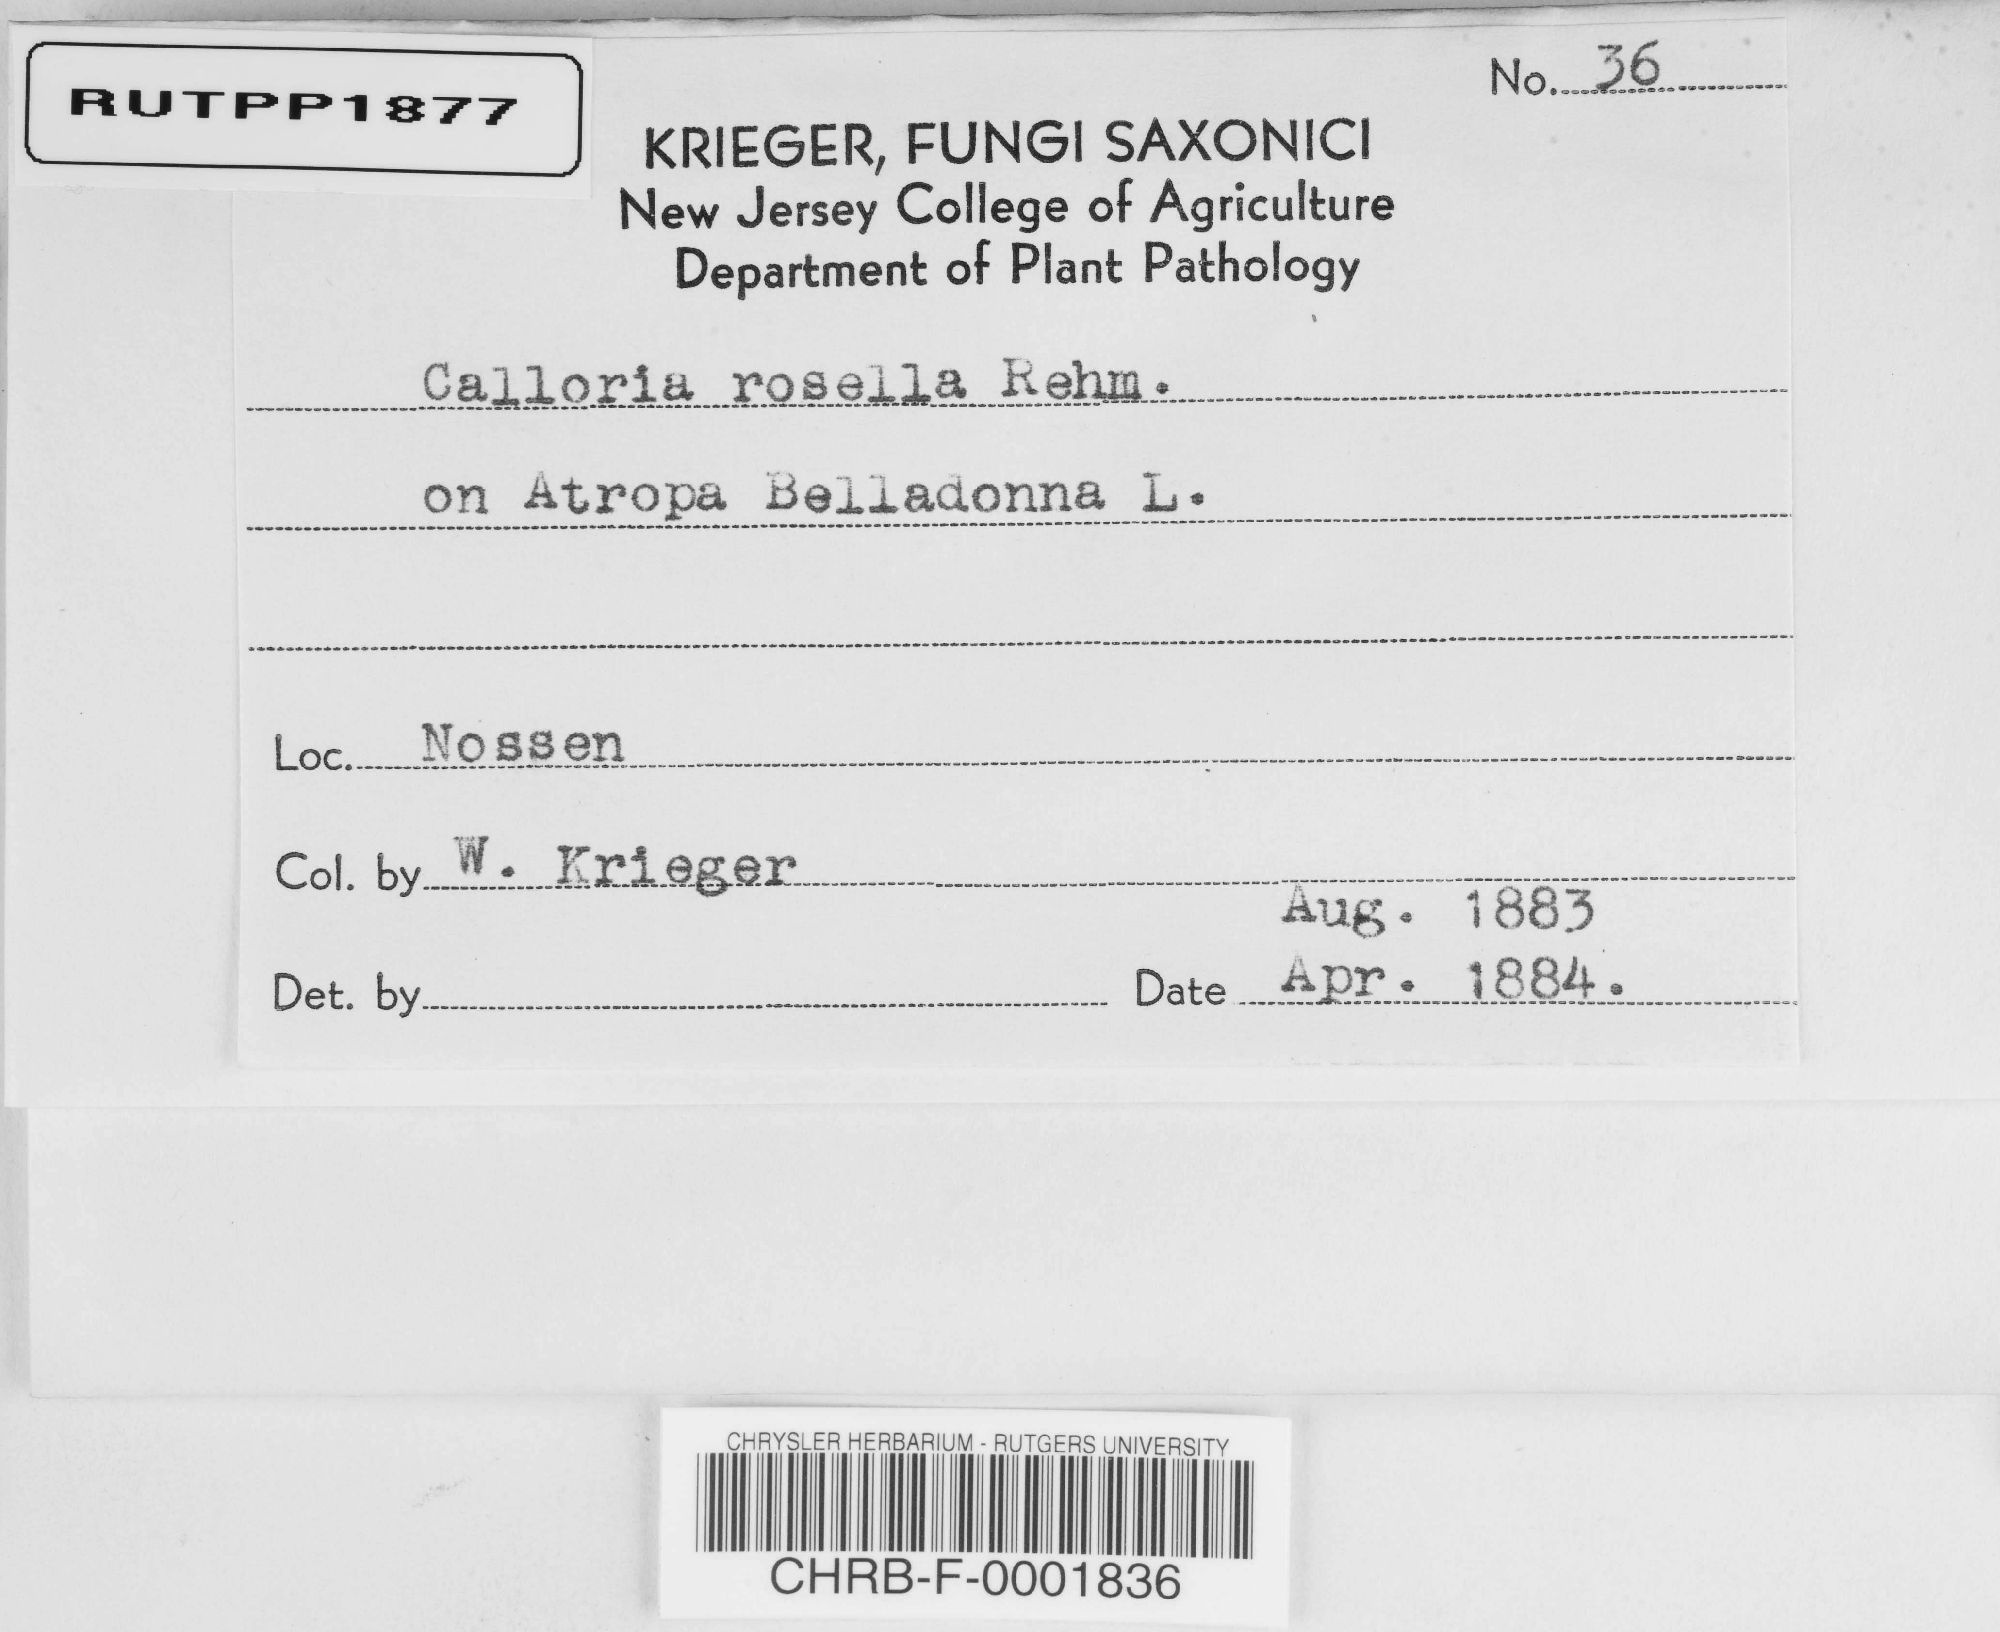 RUTPP1877
No. 36
KRIEGER, FUNGI SAXONICI
New Jersey College of Agriculture
Department of Plant Pathology
Calloria rosella Rehm.
on Atropa Belladonna L.
Loc. Nossen
Col. by W. Krieger
Aug. 1883
Det. by Date Apr. 1884.
CHRYSLER HERBARIUM - RUTGERS UNIVERSITY
CHRB-F-0001836